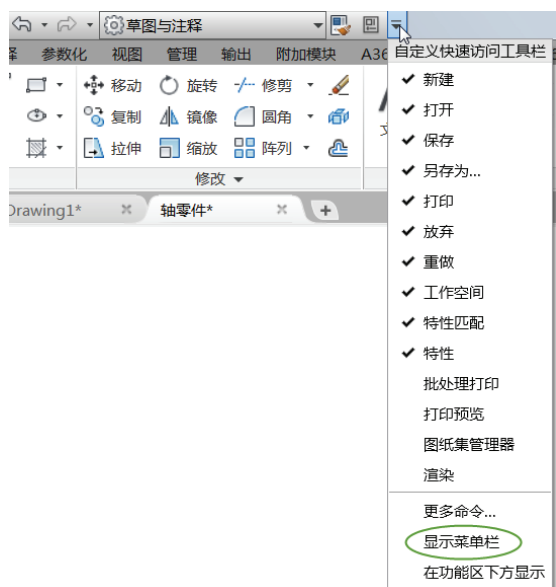 草图与注释
参数化 视图 管理 输出 附加模块 A36
自定义快速访问工具栏
移动 旋转 修剪
复制 镜像 圆角
拉伸 缩放 阵列
修改
Drawing1* 轴零件*
新建
打开
保存
另存为...
打印
放弃
重做
工作空间
特性匹配
特性
批处理打印
打印预览
图纸集管理器
渲染
更多命令...
显示菜单栏
在功能区下方显示